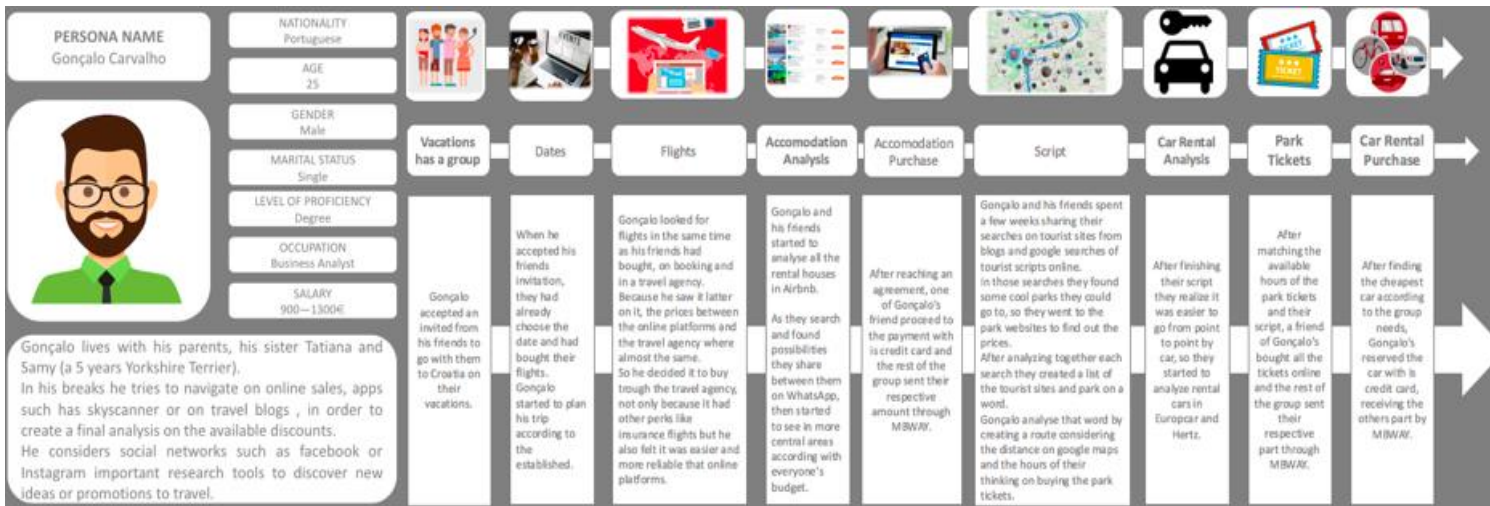 PERSONA NAME
Gonçalo Carvalho
NATIONALITY
Portuguese
AGE
25
GENDER
Male
MARITAL STATUS
Single
LEVEL OF PROFICIENCY
Degree
OCCUPATION
Business Analyst
SALARY
900—1300€
Gonçalo lives with his parents, his sister Tatiana and
Samy (a 5 years Yorkshire Terrier).
In his breaks he tries to navigate on online sales, apps
such has skyscanner or on travel blogs , in order to
create a final analysis on the available discounts.
He considers social networks such as facebook or
Instagram important research tools to discover new
ideas or promotions to travel.
EVENTS
TICKET
TICKET
Vacations
has a group
Dates
Flights
Accomodation
Analysis
Accomodation
Purchase
Script
Car Rental
Analysis
Park
Tickets
Car Rental
Purchase
Gonçalo
accepted an
invited from
his friends to
go with them
to Croatia on
their
vacations.
When he
accepted his
friends
invitation,
they had
already
choose the
date and had
bought their
flights.
Gonçalo
started to plan
his trip
according to
the
established.
Gonçalo looked for
flights in the same time
as his friends had
bought, on booking and
in a travel agency.
Because he saw it latter
on it, the prices between
the online platforms and
the travel agency where
almost the same.
So he decided it to buy
trough the travel agency,
not only because it had
other perks like
insurance flights but he
also felt it was easier and
more reliable that online
platforms.
Gonçalo and
his friends
started to
analyse all the
rental houses
in Airbnb.
As they search
and found
possibilities
they share
between them
on WhatsApp,
then started
to see in more
central areas
according with
everyone's
budget.
After reaching an
agreement, one
of Gonçalo's
friend proceed to
the payment with
is credit card and
the rest of the
group sent their
respective
amount through
MBWAY.
Gonçalo and his friends spent
a few weeks sharing their
searches on tourist sites from
blogs and google searches of
tourist scripts online.
In those searches they found
some cool parks they could
go to, so they went to the
park websites to find out the
prices.
After analyzing together each
search they created a list of
the tourist sites and park on a
word.
Gonçalo analyse that word by
creating a route considering
the distance on google maps
and the hours of their
thinking on buying the park
tickets.
After finishing
their script
they realize it
was easier to
go from point
to point by
car, so they
started to
analyze rental
cars in
Europcar and
Hertz.
After
matching the
available
hours of the
park tickets
and their
script, a friend
of Gonçalo's
bought all the
tickets online
and the rest of
the group sent
their
respective
part through
MBWAY.
After finding
the cheapest
car according
to the group
needs,
Gonçalo's
reserved the
car with is
credit card,
receiving the
others part by
MBWAY.